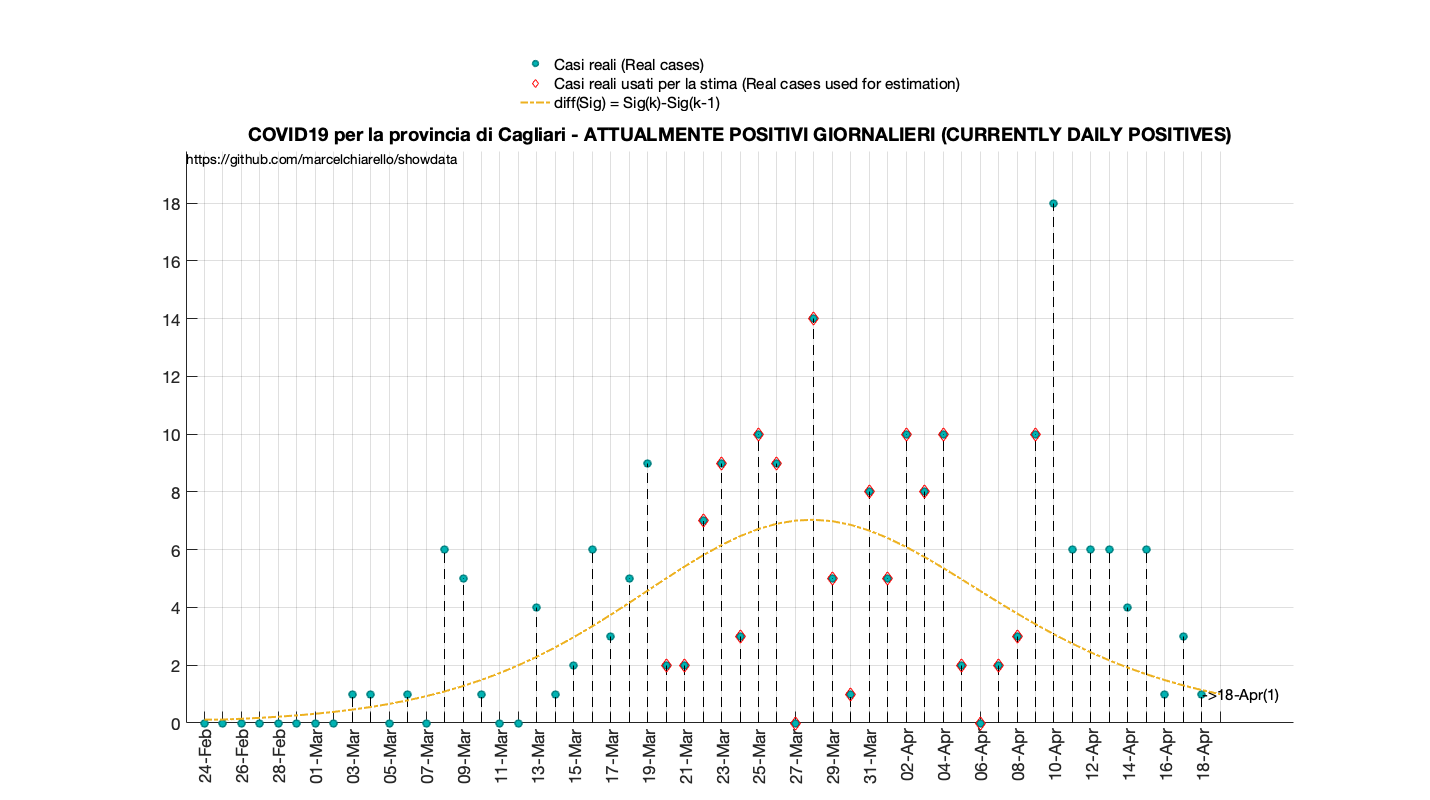 Casi reali (Real cases)
Casi reali usati per la stima (Real cases used for estimation)
diff(Sig) = Sig(k)-Sig(k-1)
COVID19 per la provincia di Cagliari - ATTUALMENTE POSITIVI GIORNALIERI (CURRENTLY DAILY POSITIVES)
https://github.com/marcelchiarello/showdata
18
16
14
12
10
8
6
4
2
0
>18-Apr(1)
24-Feb
26-Feb
28-Feb
01-Mar
03-Mar
05-Mar
07-Mar
09-Mar
11-Mar
13-Mar
15-Mar
17-Mar
19-Mar
21-Mar
23-Mar
25-Mar
27-Mar
29-Mar
31-Mar
02-Apr
04-Apr
06-Apr
08-Apr
10-Apr
12-Apr
14-Apr
16-Apr
18-Apr